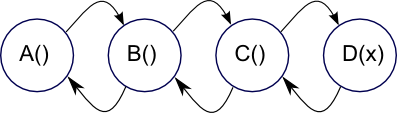 A() B() C() D(x)